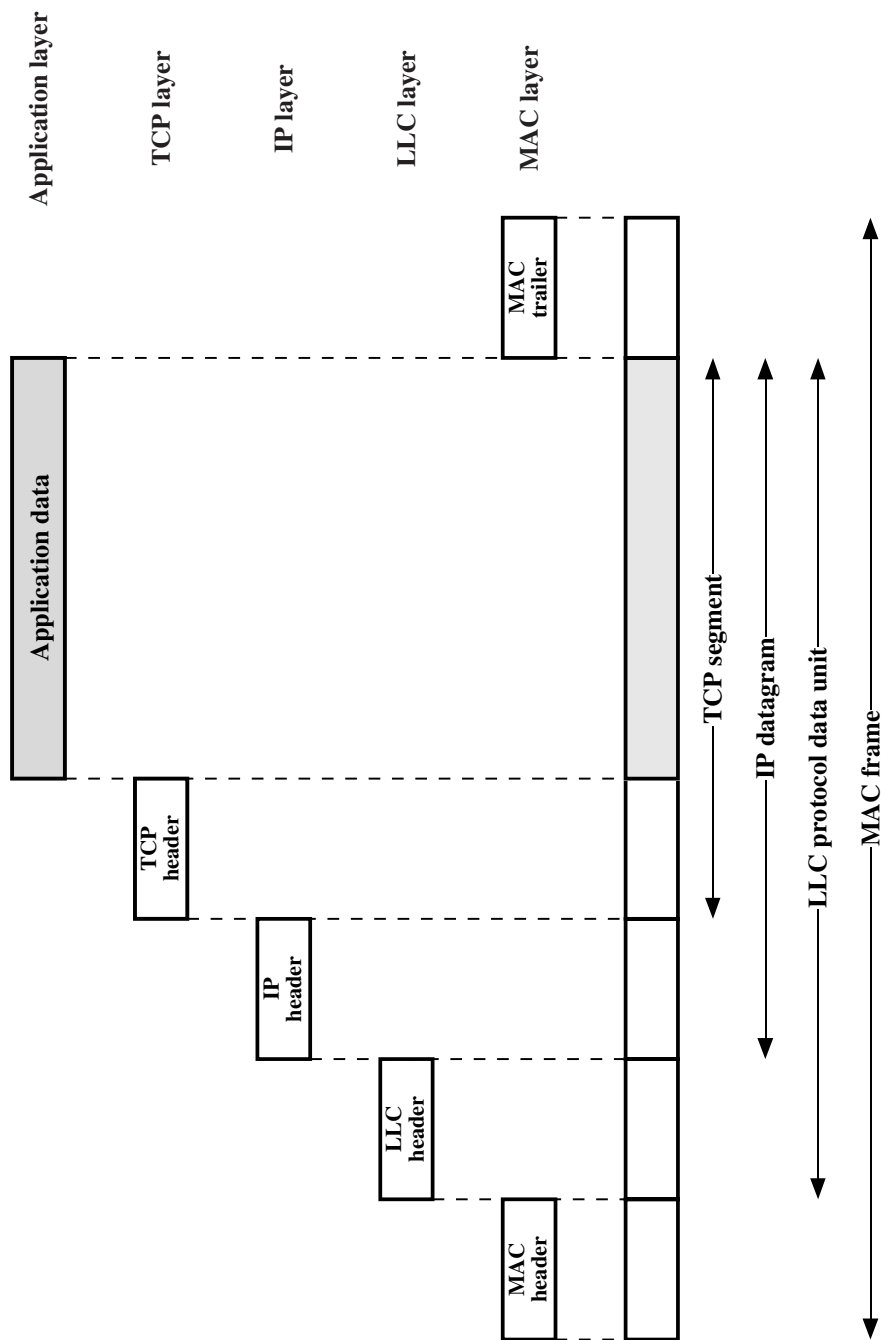 Application data
Application layer
TCP
header
TCP layer
IP
header
IP layer
LLC
header
LLC layer
MAC
header
MAC
trailer
MAC layer
TCP segment
IP datagram
LLC protocol data unit
MAC frame